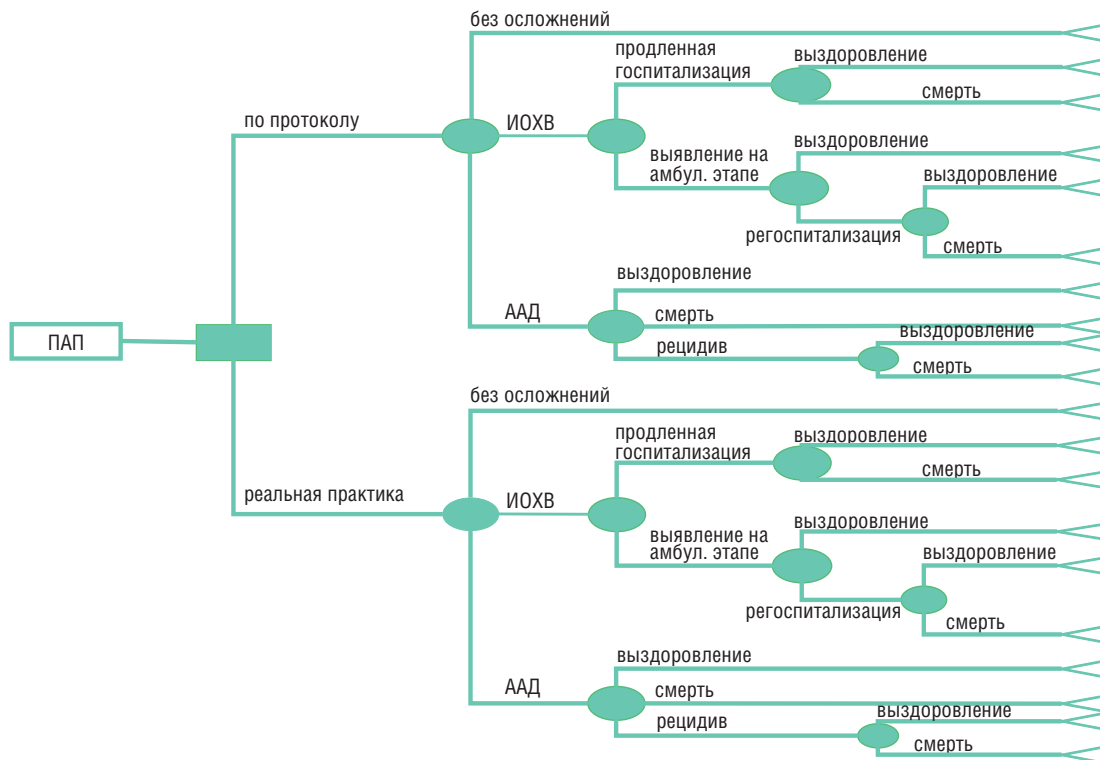 без осложнений
продленная
госпитализация
выздоровление
смерть
по протоколу
ИОХВ
выявление на
амбул. этапе
выздоровление
выздоровление
регоспитализация
смерть
выздоровление
ААД
смерть
рецидив
выздоровление
смерть
ПАП
без осложнений
продленная
госпитализация
выздоровление
смерть
реальная практика
ИОХВ
выявление на
амбул. этапе
выздоровление
выздоровление
регоспитализация
смерть
выздоровление
ААД
смерть
рецидив
выздоровление
смерть